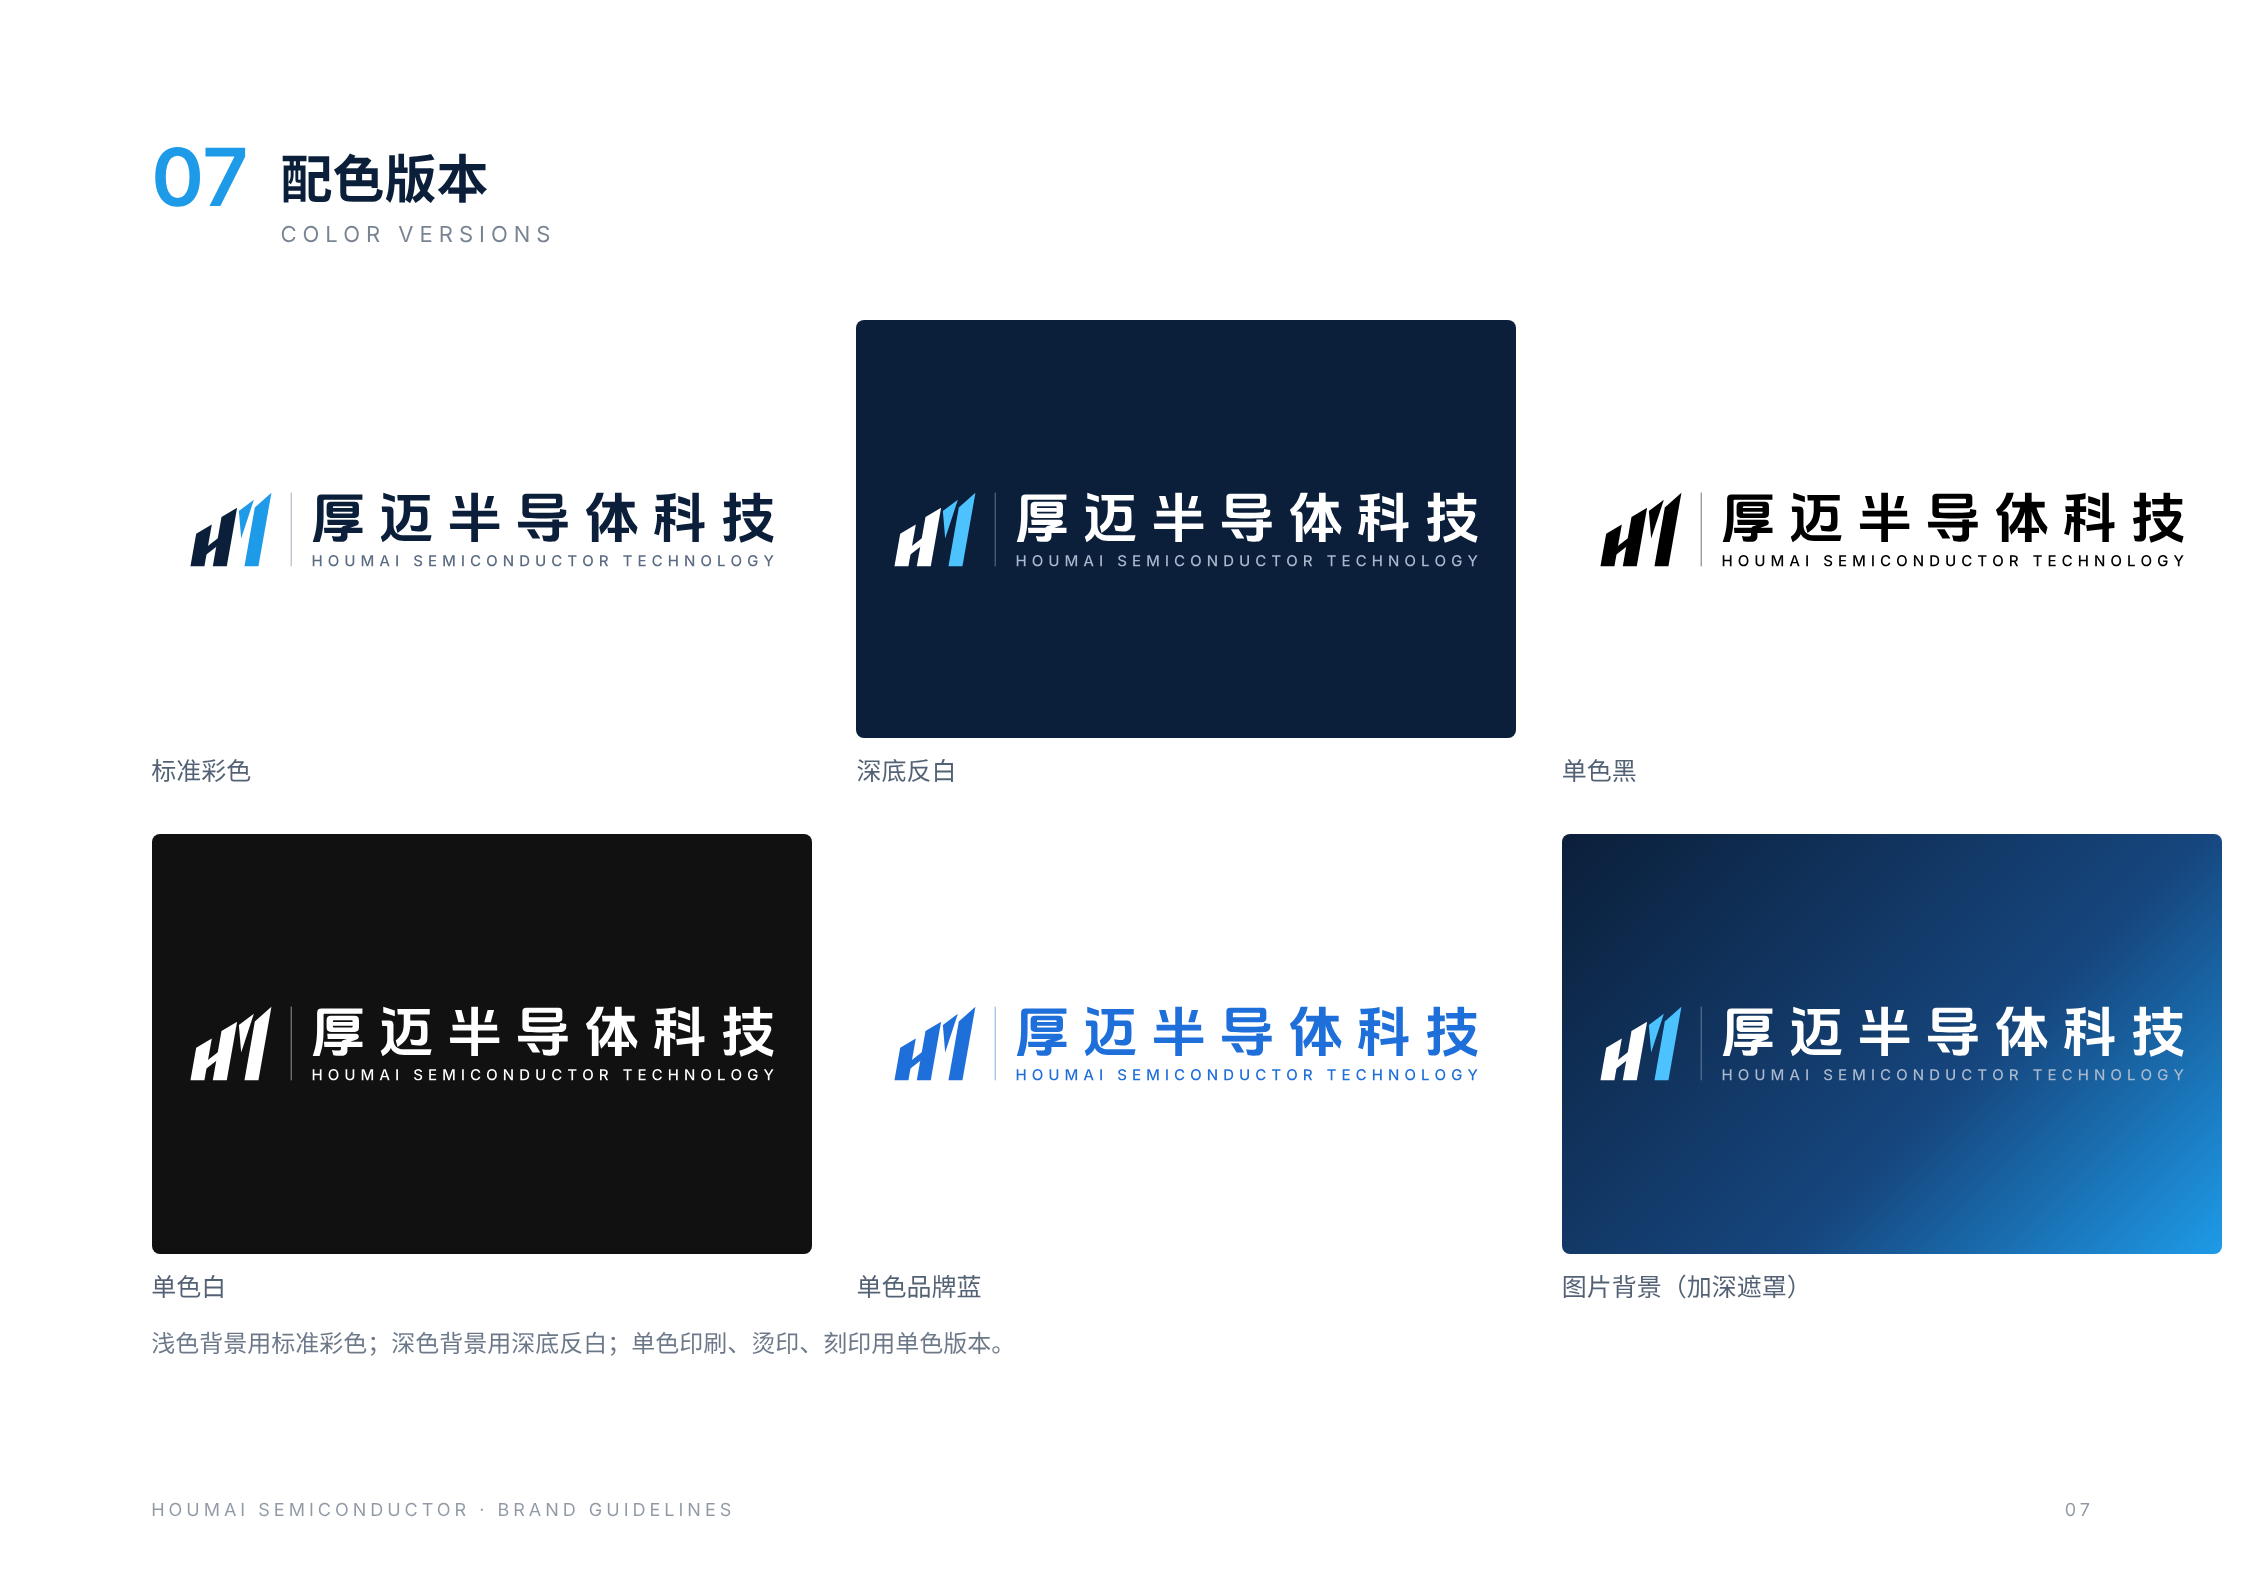 07 配色版本
COLOR VERSIONS
厚迈半导体科技
HOUMAI SEMICONDUCTOR TECHNOLOGY
厚迈半导体科技
HOUMAI SEMICONDUCTOR TECHNOLOGY
厚迈半导体科技
HOUMAI SEMICONDUCTOR TECHNOLOGY
标准彩色
深底反白
单色黑
厚迈半导体科技
HOUMAI SEMICONDUCTOR TECHNOLOGY
厚迈半导体科技
HOUMAI SEMICONDUCTOR TECHNOLOGY
厚迈半导体科技
HOUMAI SEMICONDUCTOR TECHNOLOGY
单色白
单色品牌蓝
图片背景（加深遮罩）
浅色背景用标准彩色；深色背景用深底反白；单色印刷、烫印、刻印用单色版本。
HOUMAI SEMICONDUCTOR · BRAND GUIDELINES
07